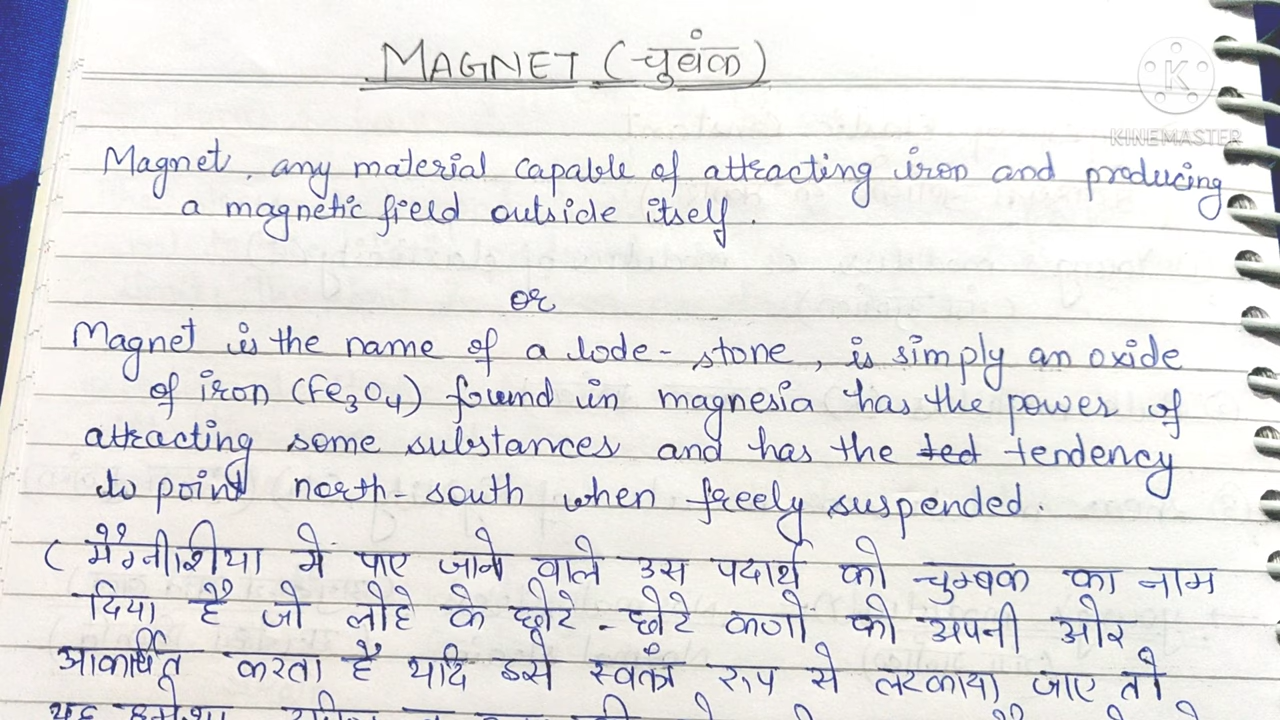 MAGNET (चुबंक)
K
KINEMASTER
Magnet, any material capable of attracting iron and producing
a magnetic field outside itself.
or
Magnet is the name of a lode-stone, is simply an oxide
of iron (Fe3O4) found in magnesia has the power of
attracting some substances and has the ted tendency
to point north-south when freely suspended.
( मैग्नीशिया में पाए जाने वाले उस पदार्थ को चुम्बक का नाम
दिया है जो लोहे के छोटे-छोटे कणों को अपनी ओर
आकर्षित करता है यदि इसे रूप से लटकाया जाए तो